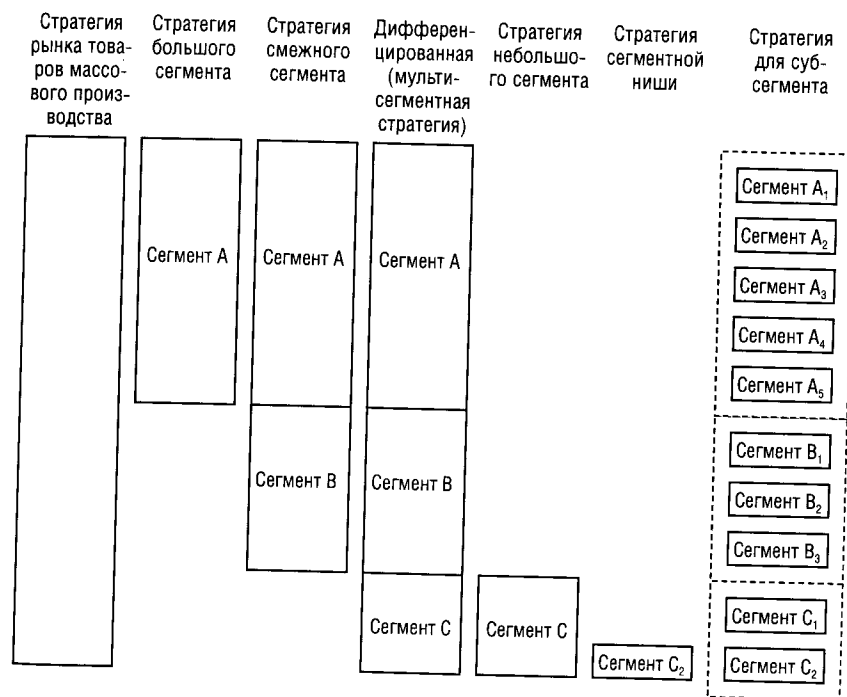 Стратегия
рынка това-
ров массо-
вого произ-
водства
Стратегия
большого
сегмента
Стратегия
смежного
сегмента
Дифферен-
цированная
(мульти-
сегментная
стратегия)
Стратегия
небольшо-
го сегмента
Стратегия
сегментной
ниши
Стратегия
для суб-
сегмента
Сегмент A
Сегмент A
Сегмент A
Сегмент B
Сегмент B
Сегмент C
Сегмент C
Сегмент C₂
Сегмент A₁
Сегмент A₂
Сегмент A₃
Сегмент A₄
Сегмент A₅
Сегмент B₁
Сегмент B₂
Сегмент B₃
Сегмент C₁
Сегмент C₂